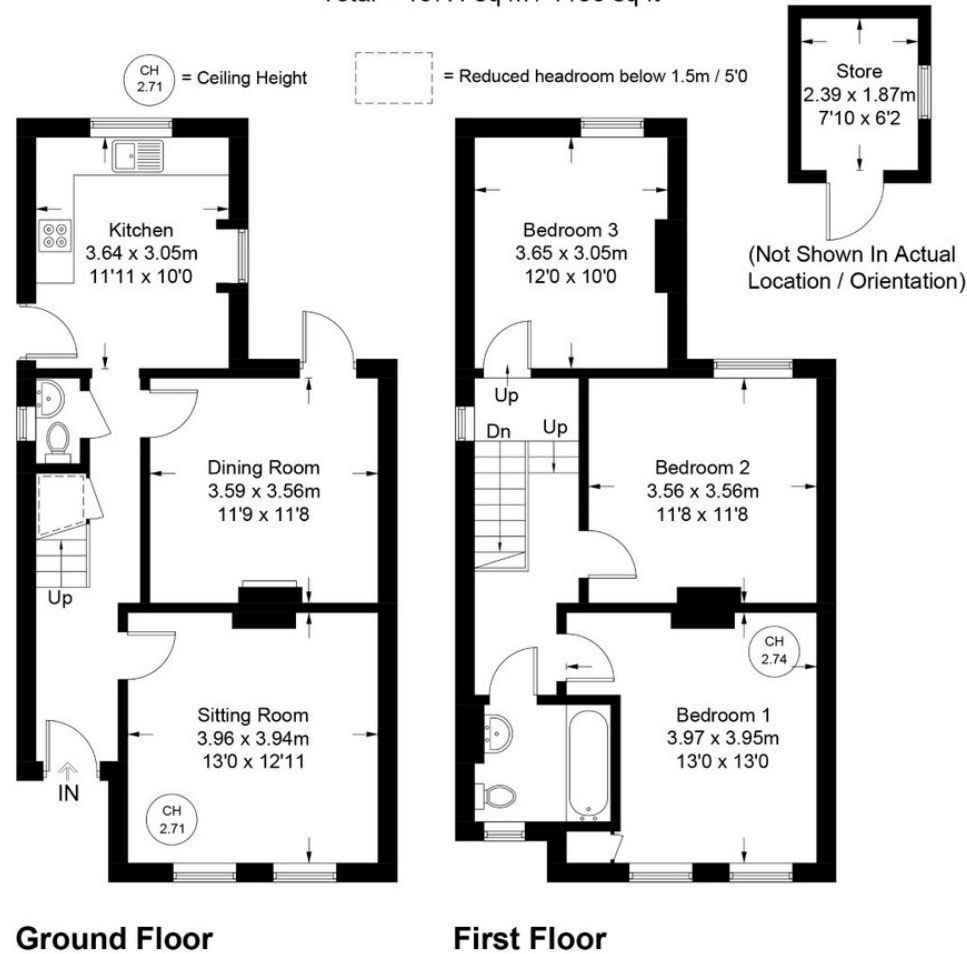 CH
2.71
= Ceiling Height
= Reduced headroom below 1.5m / 5'0
Store
2.39 x 1.87m
7'10 x 6'2
(Not Shown In Actual
Location / Orientation)
Kitchen
3.64 x 3.05m
11'11 x 10'0
Dining Room
3.59 x 3.56m
11'9 x 11'8
Up
Sitting Room
3.96 x 3.94m
13'0 x 12'11
IN
CH
2.71
Bedroom 3
3.65 x 3.05m
12'0 x 10'0
Up
Dn
Up
Bedroom 2
3.56 x 3.56m
11'8 x 11'8
CH
2.74
Bedroom 1
3.97 x 3.95m
13'0 x 13'0
Ground Floor
First Floor